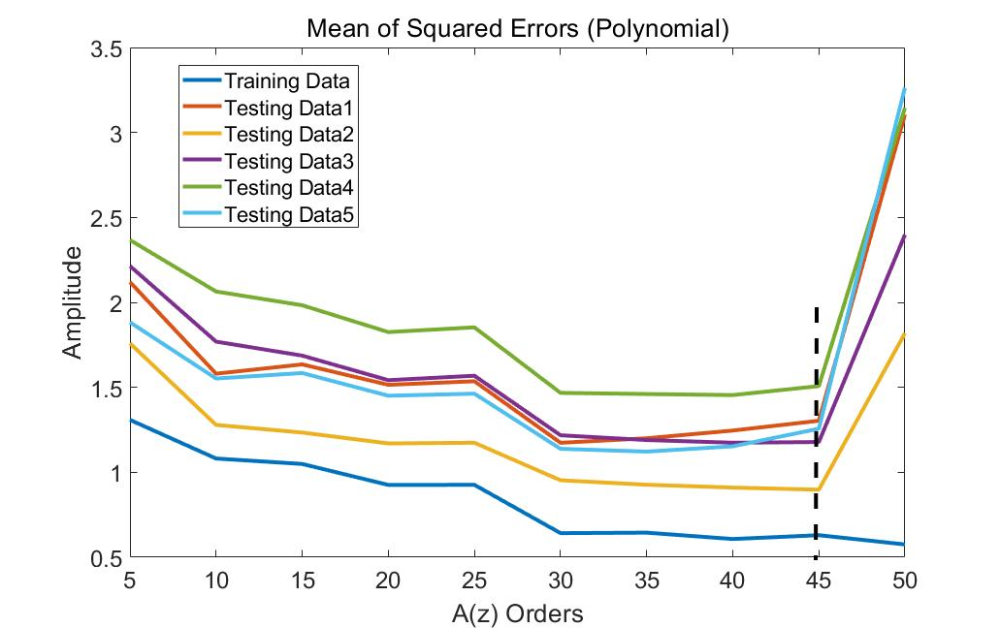 Mean of Squared Errors (Polynomial)
3.5
3
2.5
2
1.5
1
0.5
Amplitude
Training Data
Testing Data1
Testing Data2
Testing Data3
Testing Data4
Testing Data5
5 10 15 20 25 30 35 40 45 50
A(z) Orders